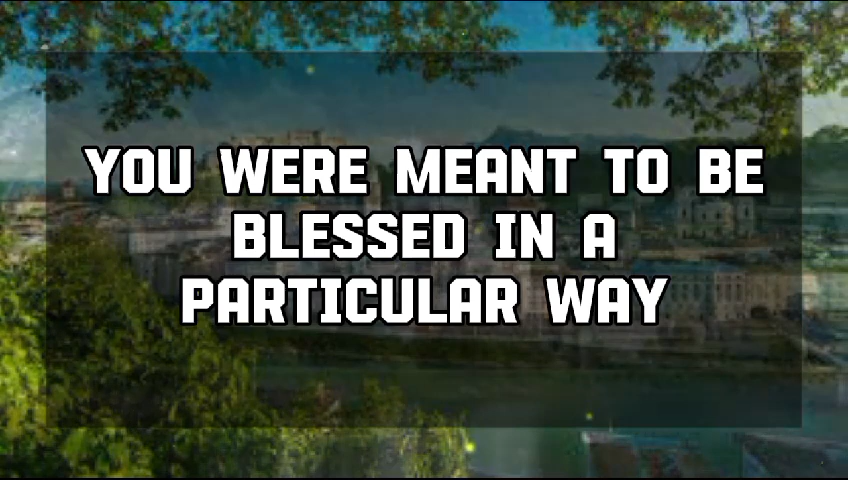 YOU WERE MEANT TO BE
BLESSED IN A
PARTICULAR WAY